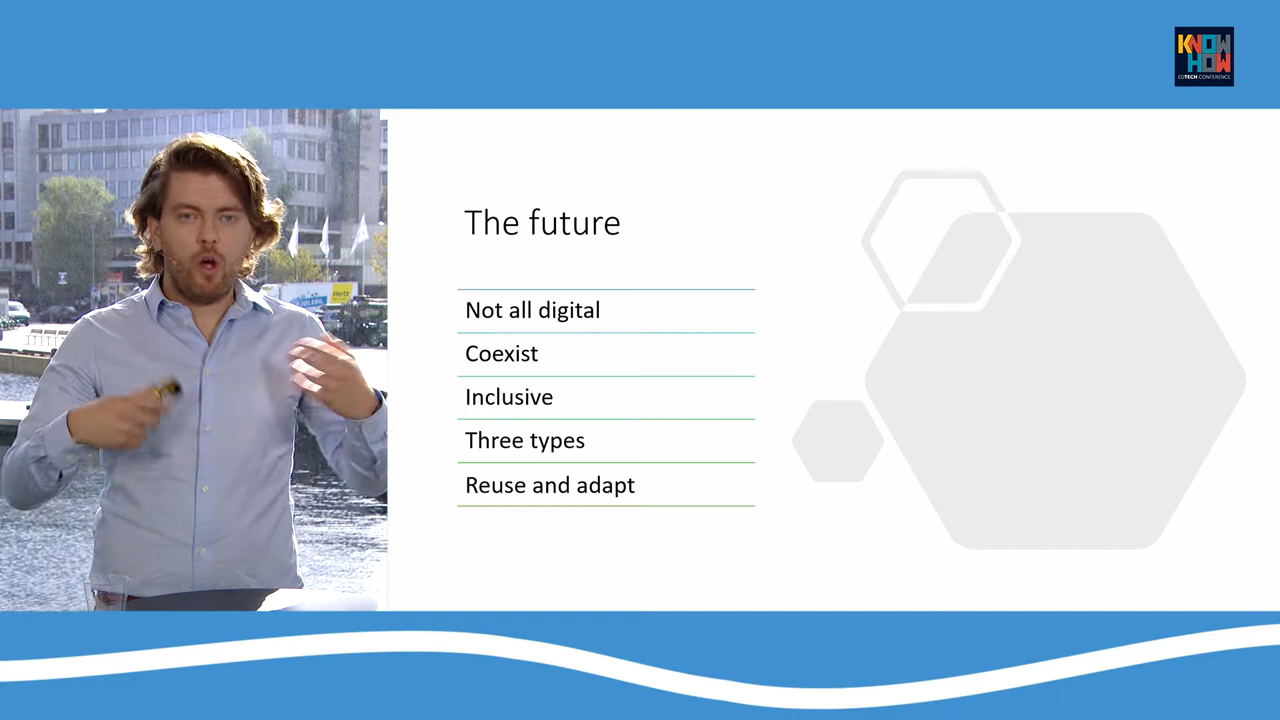 KNOW
HOW
EDTECH CONFERENCE
The future
Not all digital
Coexist
Inclusive
Three types
Reuse and adapt
Hertz